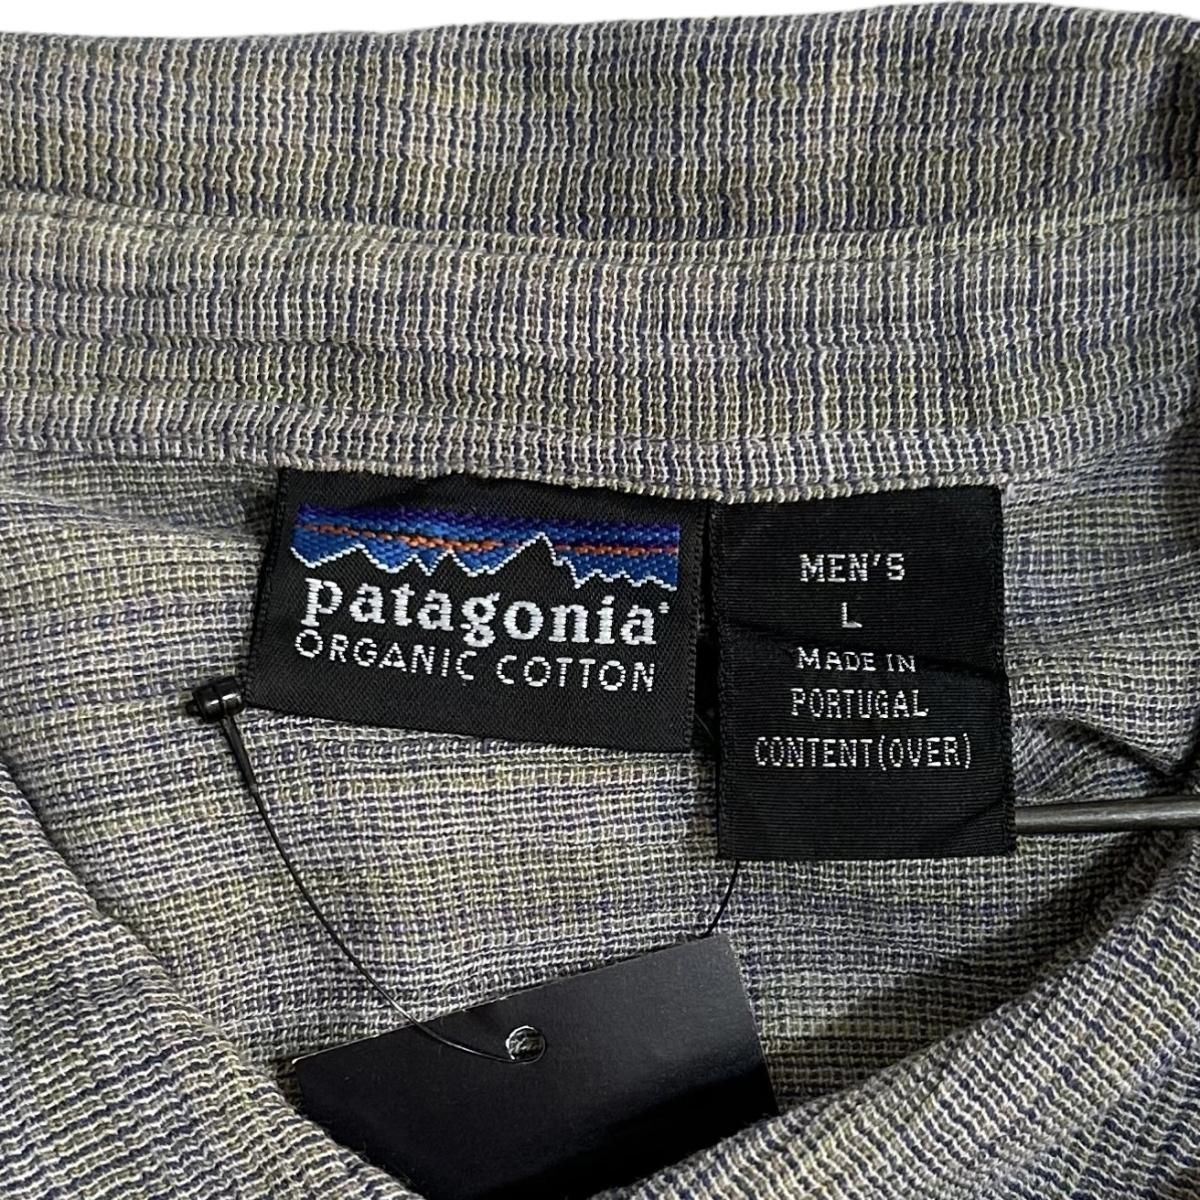 patagonia
ORGANIC COTTON
MEN'S
L
MADE IN
PORTUGAL
CONTENT(OVER)